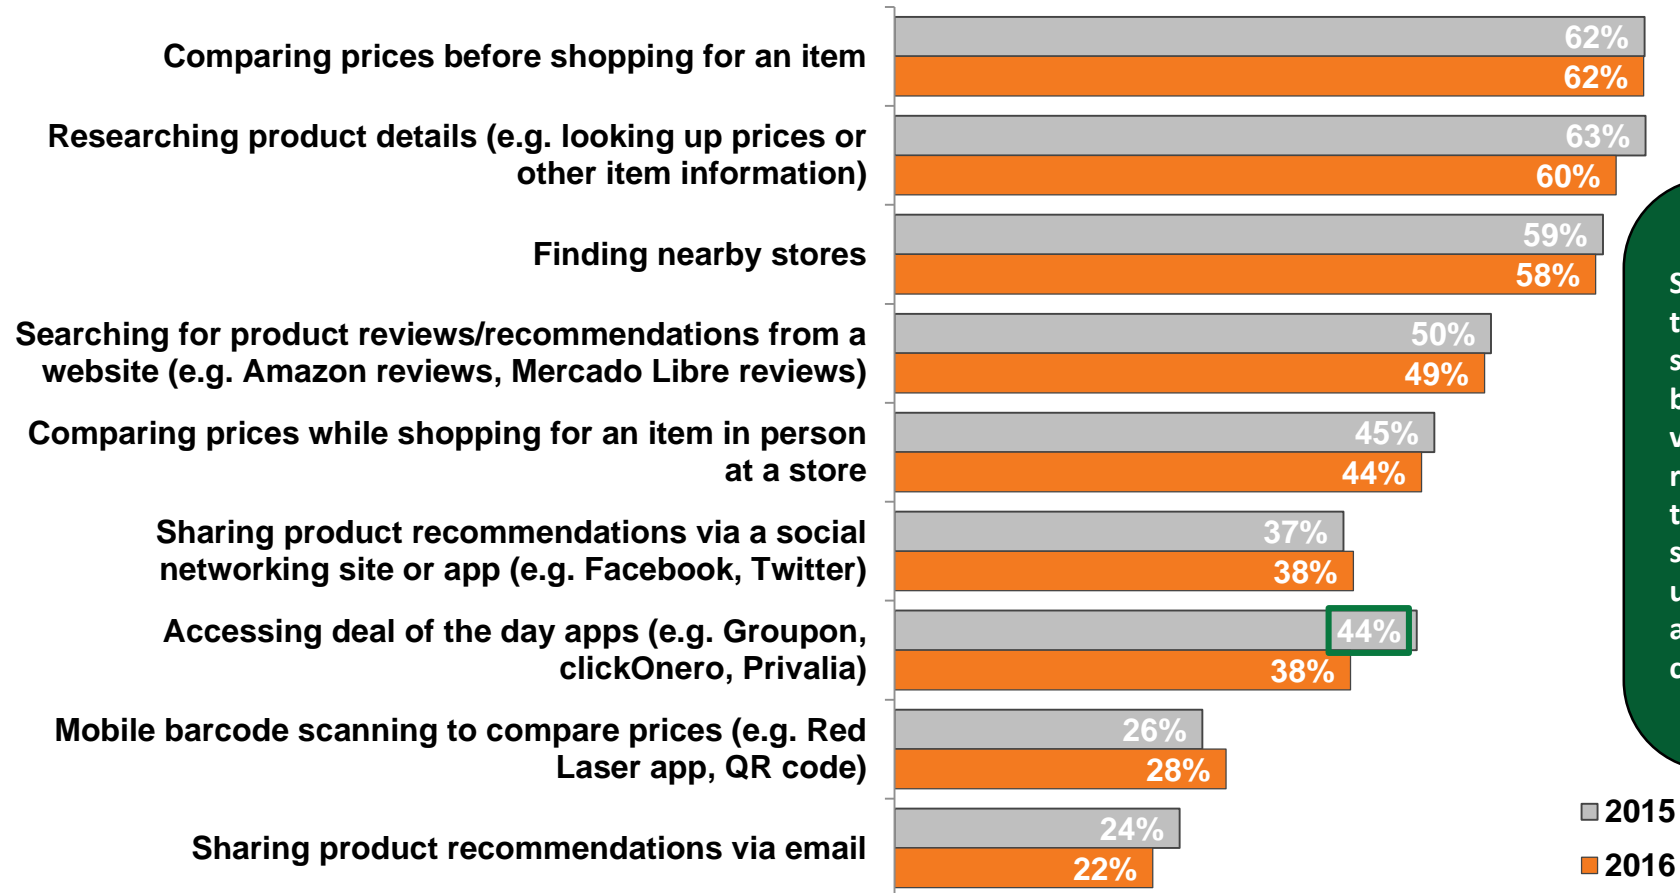 Comparing prices before shopping for an item
62%
62%
Researching product details (e.g. looking up prices or
other item information)
63%
60%
Finding nearby stores
59%
58%
Searching for product reviews/recommendations from a
website (e.g. Amazon reviews, Mercado Libre reviews)
50%
49%
Comparing prices while shopping for an item in person
at a store
45%
44%
Sharing product recommendations via a social
networking site or app (e.g. Facebook, Twitter)
37%
38%
Accessing deal of the day apps (e.g. Groupon,
clickOnero, Privalia)
44%
38%
Mobile barcode scanning to compare prices (e.g. Red
Laser app, QR code)
26%
28%
Sharing product recommendations via email
24%
22%
2015
2016